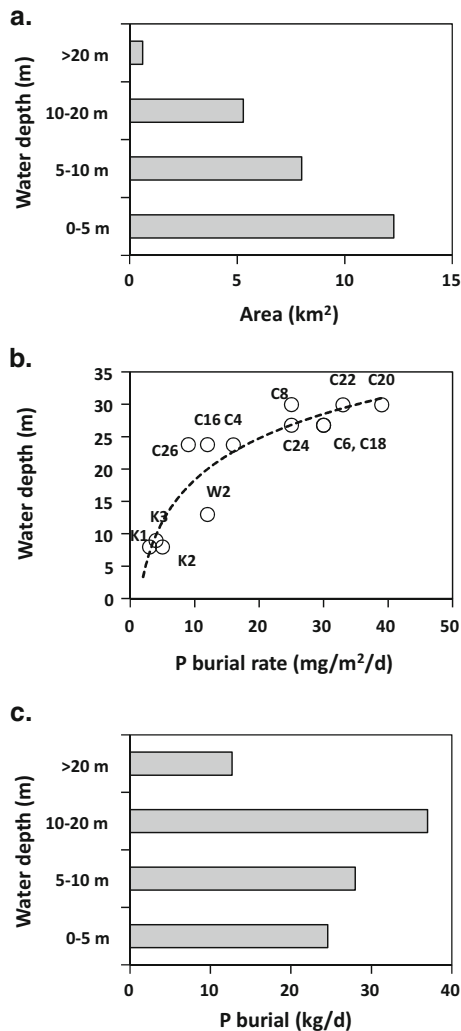 a.
>20 m
10-20 m
5-10 m
0-5 m
Water depth (m)
0 5 10 15
Area (km²)
b.
35
30
25
20
15
10
5
0
Water depth (m)
C8 C22 C20
C16 C4
C26 C24 C6, C18
W2
K3
K1
K2
0 10 20 30 40 50
P burial rate (mg/m²/d)
c.
>20 m
10-20 m
5-10 m
0-5 m
Water depth (m)
0 10 20 30 40
P burial (kg/d)